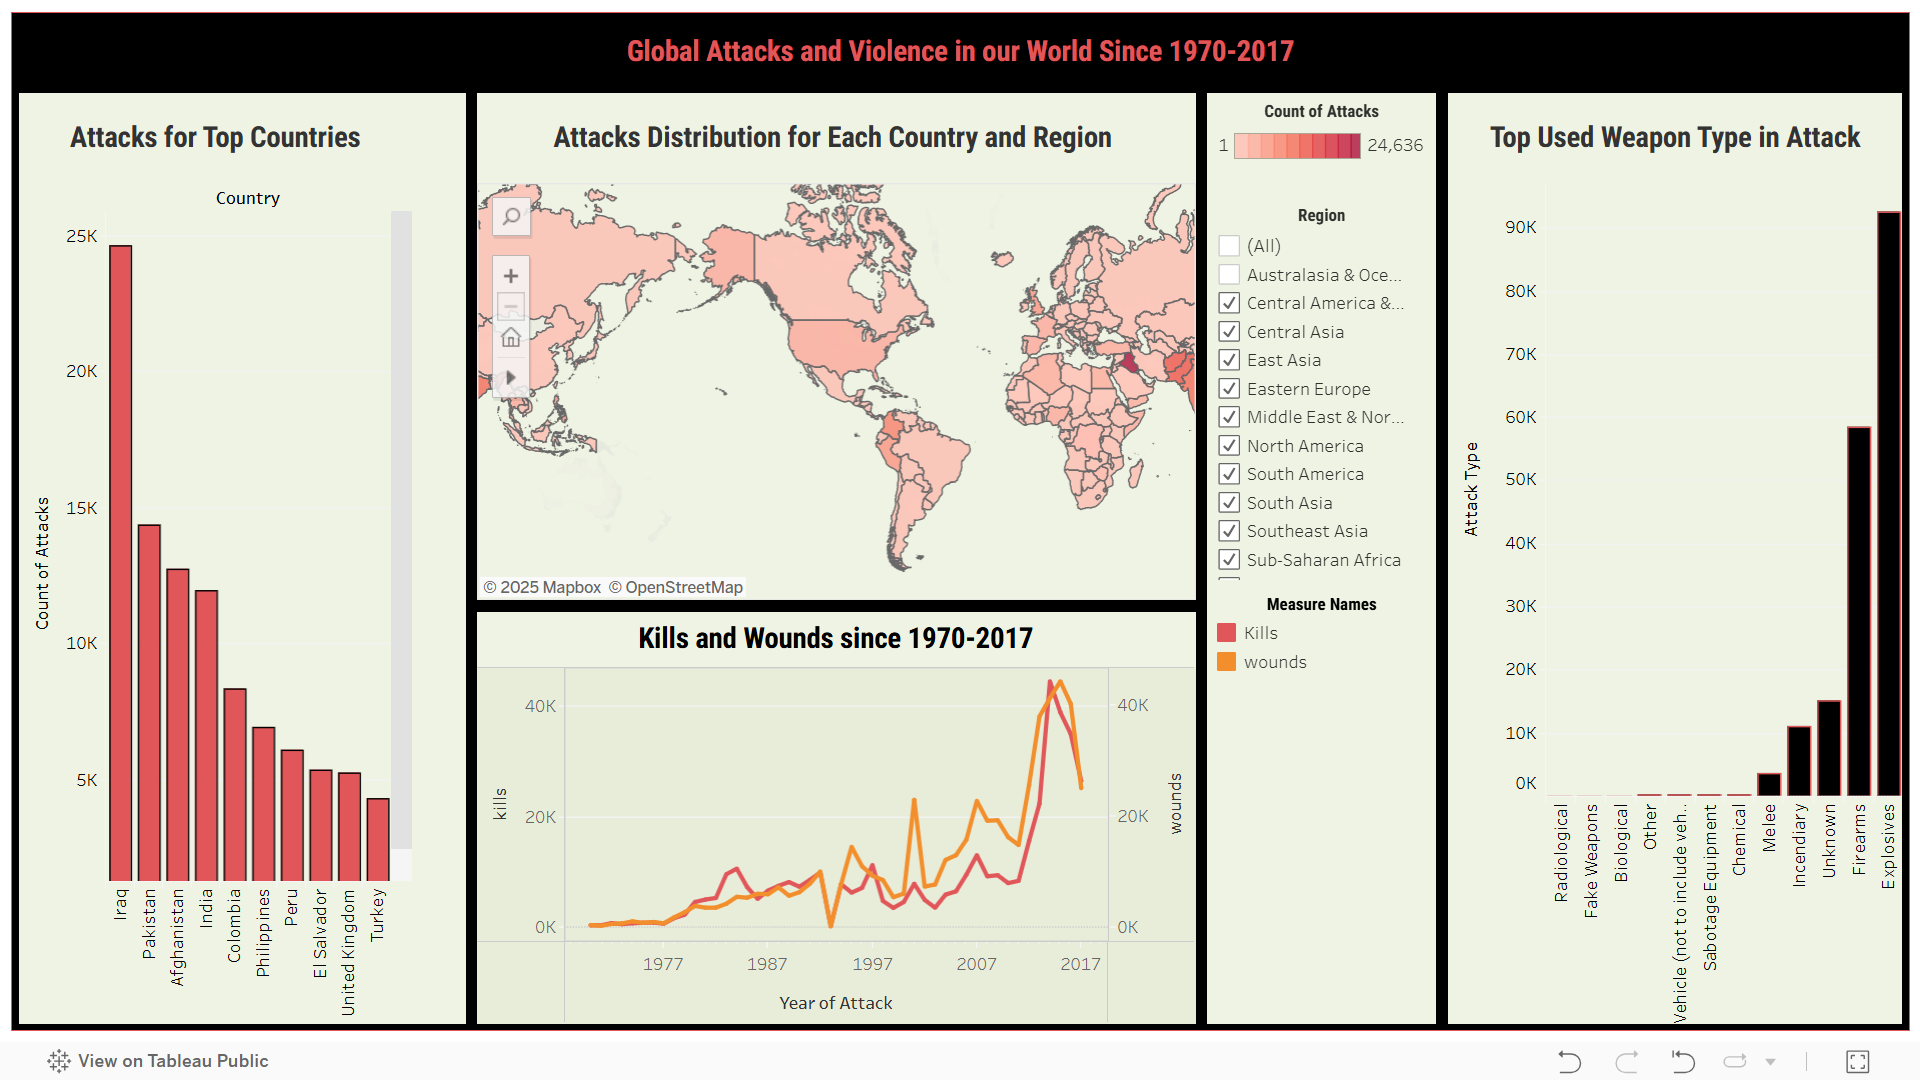 Global Attacks and Violence in our World Since 1970-2017
Attacks for Top Countries
Country
25K
20K
15K
10K
5K
Count of Attacks
Iraq
Pakistan
Afghanistan
India
Colombia
Philippines
Peru
El Salvador
United Kingdom
Turkey
Attacks Distribution for Each Country and Region
© 2025 Mapbox © OpenStreetMap
Kills and Wounds since 1970-2017
40K
20K
0K
kills
40K
20K
0K
wounds
1977
1987
1997
2007
2017
Year of Attack
Count of Attacks
1
24,636
Region
(All)
Australasia & Oce...
Central America &...
Central Asia
East Asia
Eastern Europe
Middle East & Nor...
North America
South America
South Asia
Southeast Asia
Sub-Saharan Africa
Measure Names
Kills
wounds
Top Used Weapon Type in Attack
90K
80K
70K
60K
50K
40K
30K
20K
10K
0K
Attack Type
Radiological
Fake Weapons
Biological
Other
Vehicle (not to include veh..
Sabotage Equipment
Chemical
Melee
Incendiary
Unknown
Firearms
Explosives
View on Tableau Public